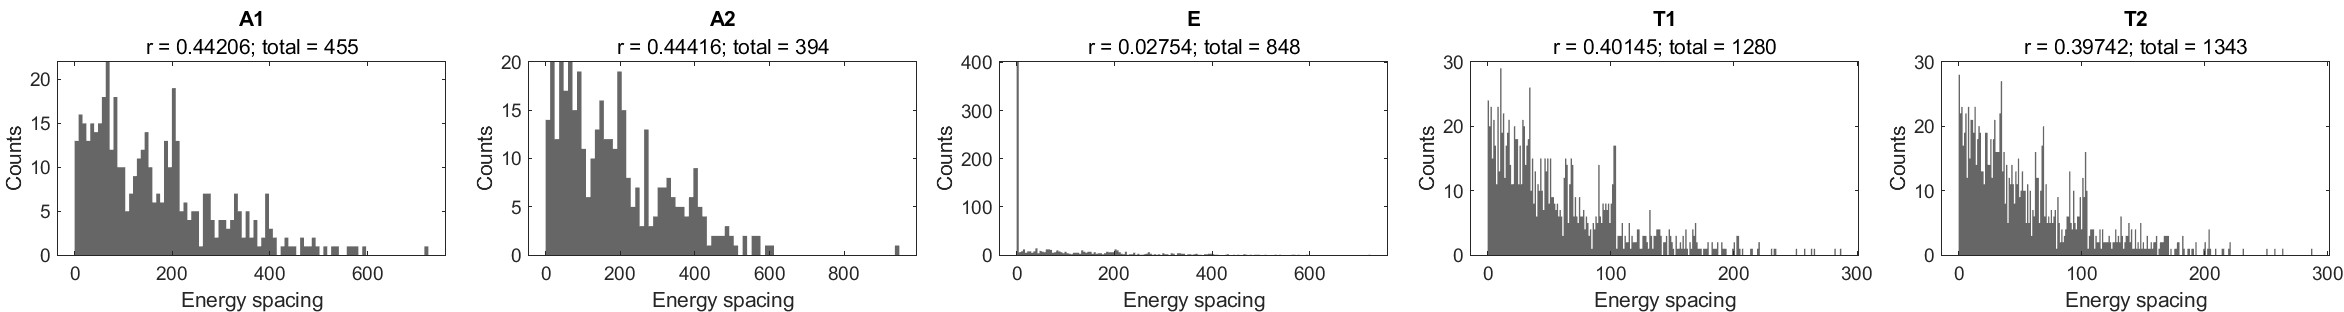 A1
r = 0.44206; total = 455
20
15
10
5
0
0 200 400 600
Counts
Energy spacing
A2
r = 0.44416; total = 394
20
15
10
5
0
0 200 400 600 800
Counts
Energy spacing
E
r = 0.02754; total = 848
400
300
200
100
0
0 200 400 600
Counts
Energy spacing
T1
r = 0.40145; total = 1280
30
20
10
0
0 100 200 300
Counts
Energy spacing
T2
r = 0.39742; total = 1343
30
20
10
0
0 100 200 300
Counts
Energy spacing